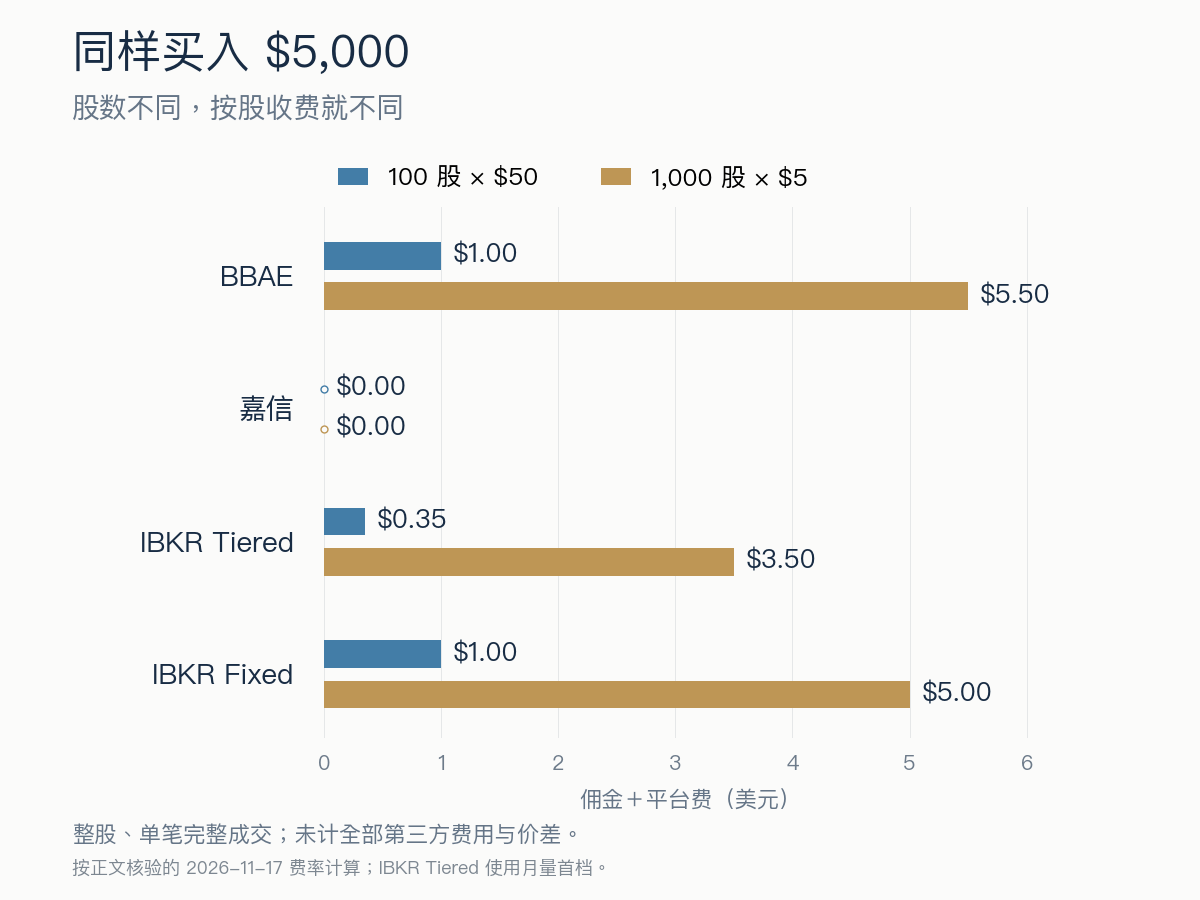 同样买入 $5,000
股数不同，按股收费就不同
100 股 × $50
1,000 股 × $5
BBAE
$1.00
$5.50
嘉信
$0.00
$0.00
IBKR Tiered
$0.35
$3.50
IBKR Fixed
$1.00
$5.00
0 1 2 3 4 5 6
佣金＋平台费（美元）
整股、单笔完整成交；未计全部第三方费用与价差。
按正文核验的 2026–11–17 费率计算；IBKR Tiered 使用月量首档。